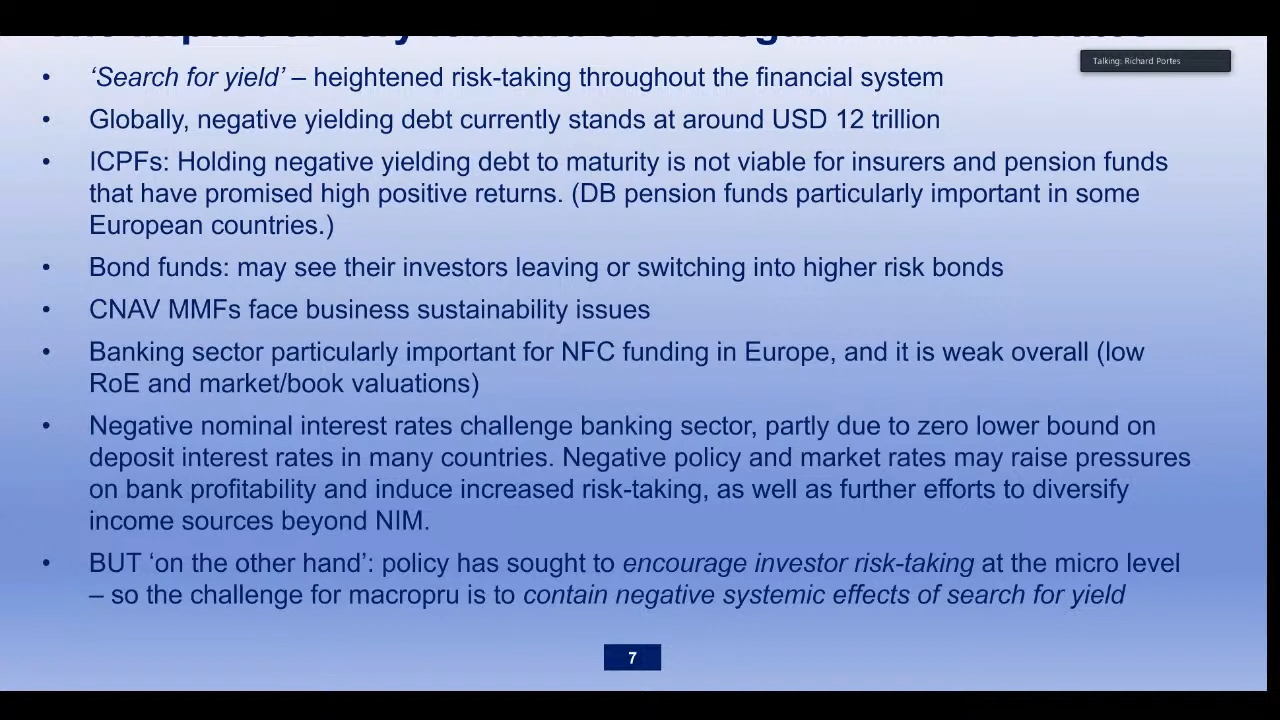 Talking: Richard Portes
• ‘Search for yield’ – heightened risk-taking throughout the financial system
• Globally, negative yielding debt currently stands at around USD 12 trillion
• ICPFs: Holding negative yielding debt to maturity is not viable for insurers and pension funds
that have promised high positive returns. (DB pension funds particularly important in some
European countries.)
• Bond funds: may see their investors leaving or switching into higher risk bonds
• CNAV MMFs face business sustainability issues
• Banking sector particularly important for NFC funding in Europe, and it is weak overall (low
RoE and market/book valuations)
• Negative nominal interest rates challenge banking sector, partly due to zero lower bound on
deposit interest rates in many countries. Negative policy and market rates may raise pressures
on bank profitability and induce increased risk-taking, as well as further efforts to diversify
income sources beyond NIM.
• BUT ‘on the other hand’: policy has sought to encourage investor risk-taking at the micro level
– so the challenge for macropru is to contain negative systemic effects of search for yield
7